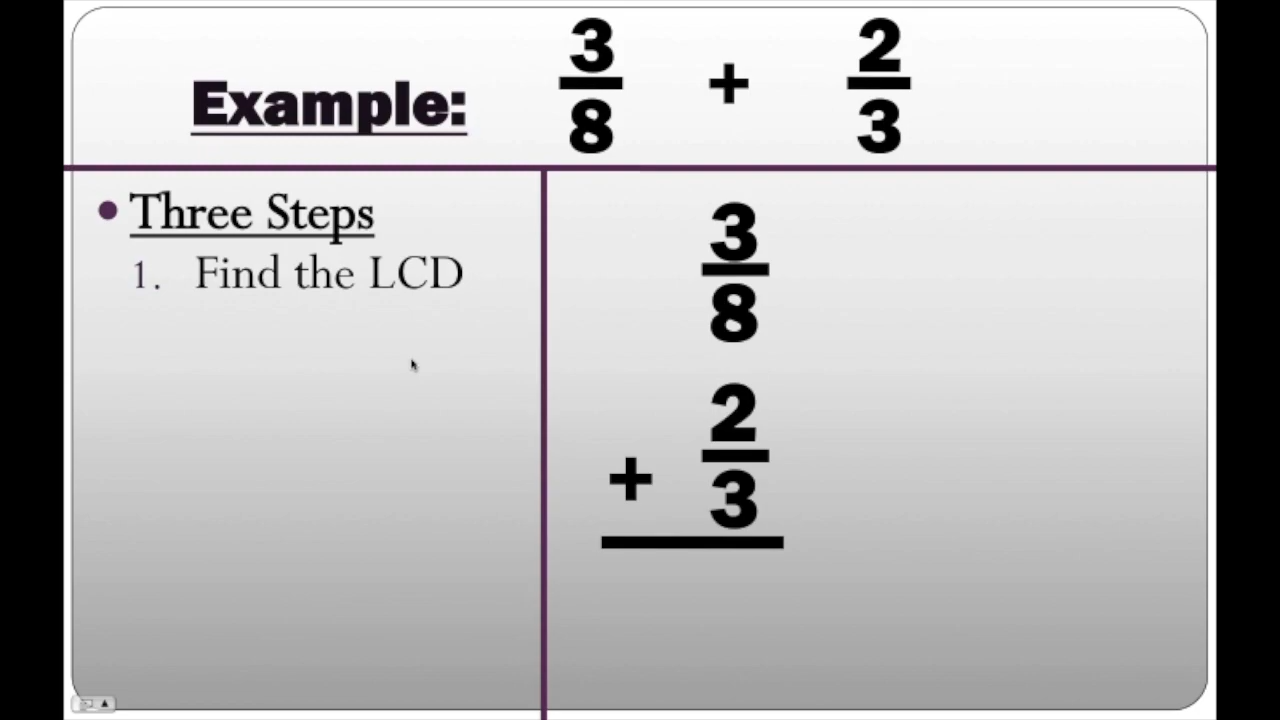 Example: 3/8 + 2/3
• Three Steps
1. Find the LCD
3
8
+ 2
3